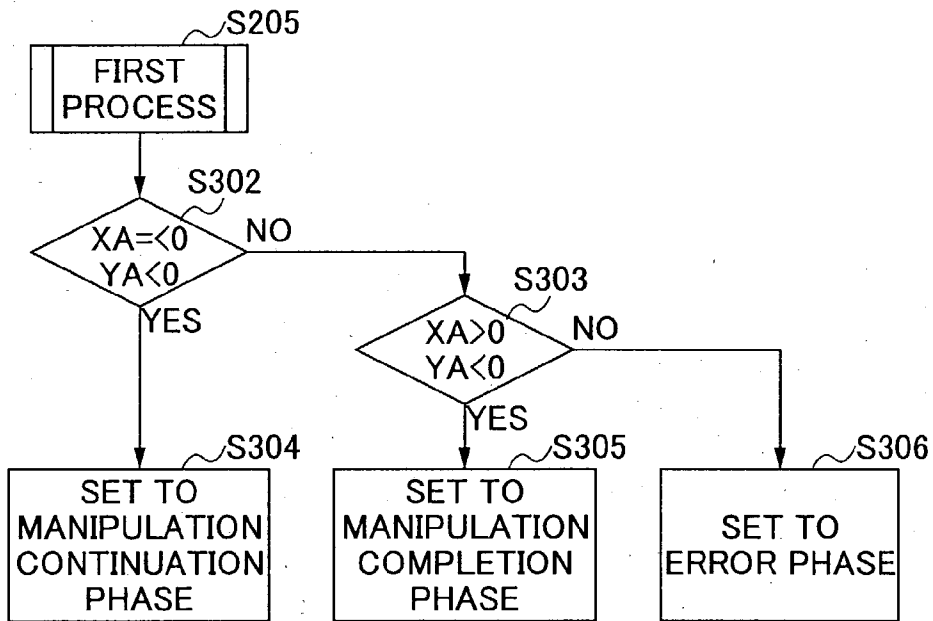 S205
FIRST
PROCESS
S302
XA=<0
YA<0
NO
YES
S303
XA>0
YA<0
NO
YES
S304
SET TO
MANIPULATION
CONTINUATION
PHASE
S305
SET TO
MANIPULATION
COMPLETION
PHASE
S306
SET TO
ERROR PHASE